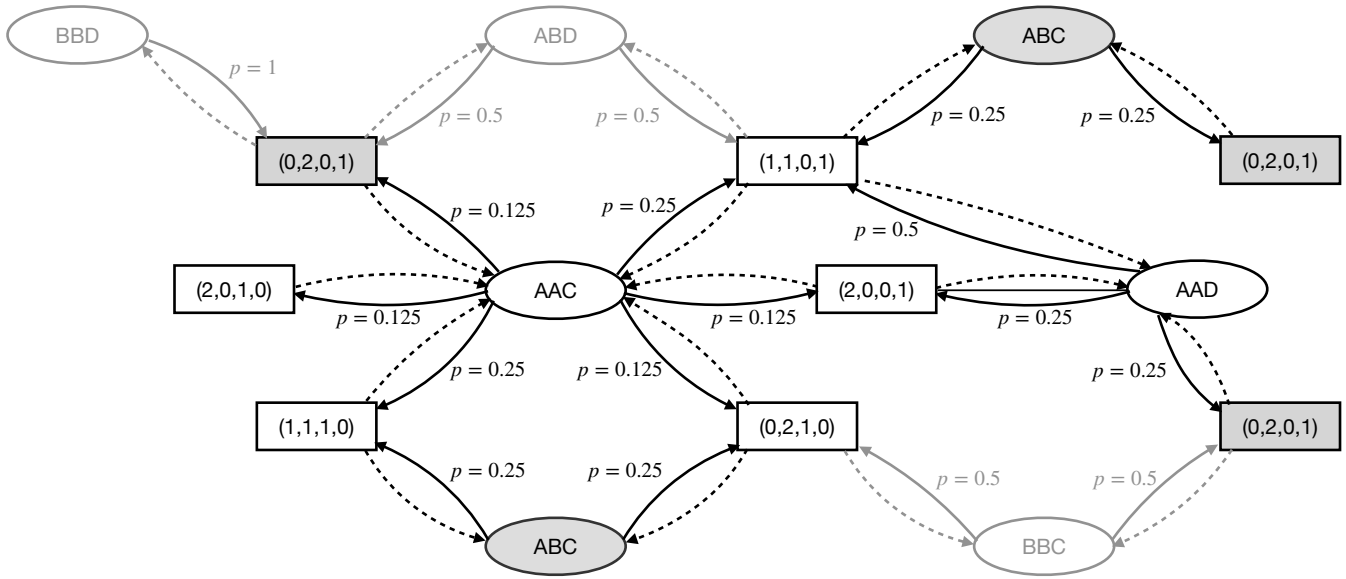 BBD
ABD
ABC
p = 1
p = 0.5
p = 0.5
p = 0.25
p = 0.25
(0,2,0,1)
(1,1,0,1)
(0,2,0,1)
p = 0.125
p = 0.25
p = 0.5
(2,0,1,0)
AAC
(2,0,0,1)
AAD
p = 0.125
p = 0.125
p = 0.25
p = 0.25
p = 0.125
p = 0.25
(1,1,1,0)
(0,2,1,0)
(0,2,0,1)
p = 0.25
p = 0.25
p = 0.5
p = 0.5
ABC
BBC